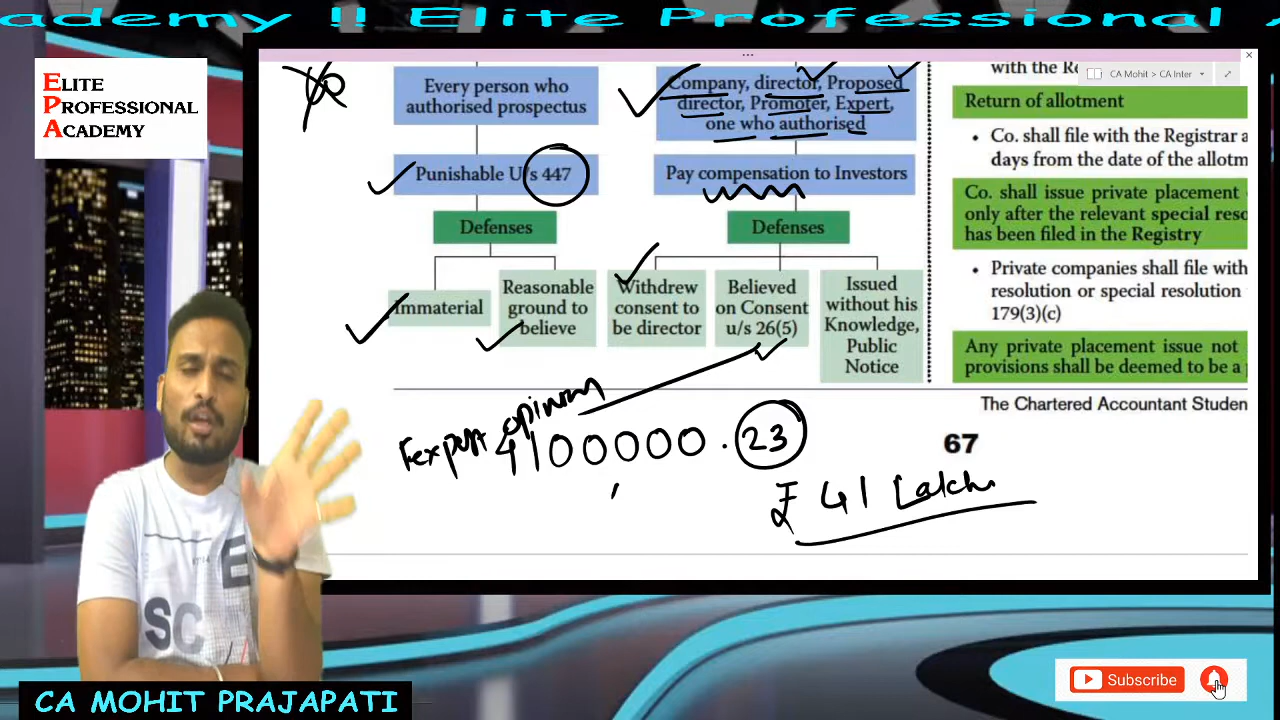 ademy !! Elite Professional A
ELITE
PROFESSIONAL
ACADEMY
Every person who
authorised prospectus
Punishable U/s 447
Defenses
Immaterial
Reasonable
ground to
believe
Company, director, Proposed
director, Promoter, Expert,
one who authorised
Pay compensation to Investors
Defenses
Withdrew
consent to
be director
Believed
on Consent
u/s 26(5)
Issued
without his
Knowledge,
Public
Notice
with the Re
CA Mohit > CA Inter
Return of allotment
• Co. shall file with the Registrar a
days from the date of the allotm
Co. shall issue private placement
only after the relevant special reso
has been filed in the Registry
• Private companies shall file with
resolution or special resolution
179(3)(c)
Any private placement issue not
provisions shall be deemed to be a p
The Chartered Accountant Studen
67
opinion
4100000.23
₹ 41 Lakhs
SC
E
CA MOHIT PRAJAPATI
Subscribe